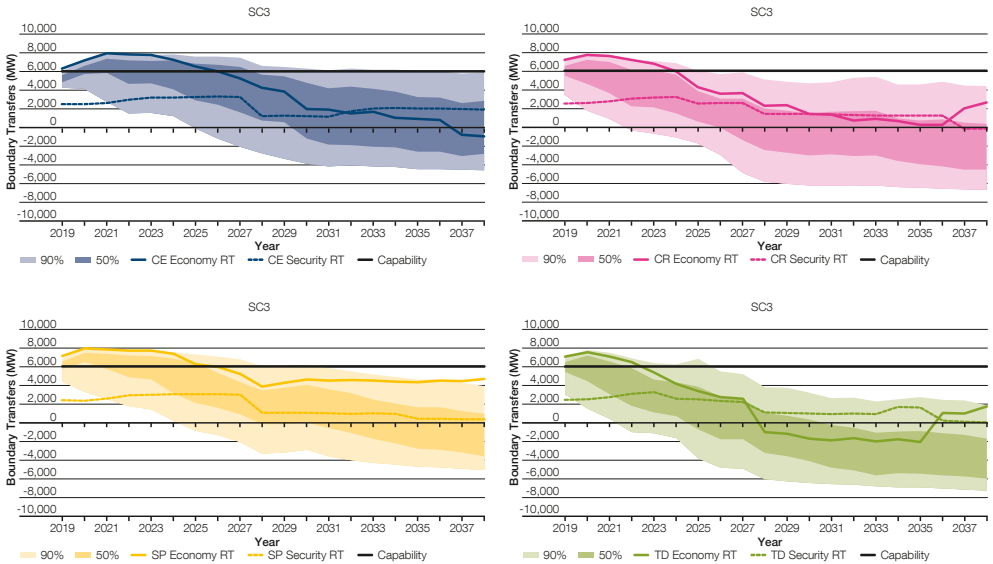 SC3
Boundary Transfers (MW)
10,000
8,000
6,000
4,000
2,000
0
-2,000
-4,000
-6,000
-8,000
-10,000
2019 2021 2023 2025 2027 2029 2031 2033 2035 2037
Year
90% 50% CE Economy RT CE Security RT Capability
SC3
Boundary Transfers (MW)
10,000
8,000
6,000
4,000
2,000
0
-2,000
-4,000
-6,000
-8,000
-10,000
2019 2021 2023 2025 2027 2029 2031 2033 2035 2037
Year
90% 50% CR Economy RT CR Security RT Capability
SC3
Boundary Transfers (MW)
10,000
8,000
6,000
4,000
2,000
0
-2,000
-4,000
-6,000
-8,000
-10,000
2019 2021 2023 2025 2027 2029 2031 2033 2035 2037
Year
90% 50% SP Economy RT SP Security RT Capability
SC3
Boundary Transfers (MW)
10,000
8,000
6,000
4,000
2,000
0
-2,000
-4,000
-6,000
-8,000
-10,000
2019 2021 2023 2025 2027 2029 2031 2033 2035 2037
Year
90% 50% TD Economy RT TD Security RT Capability